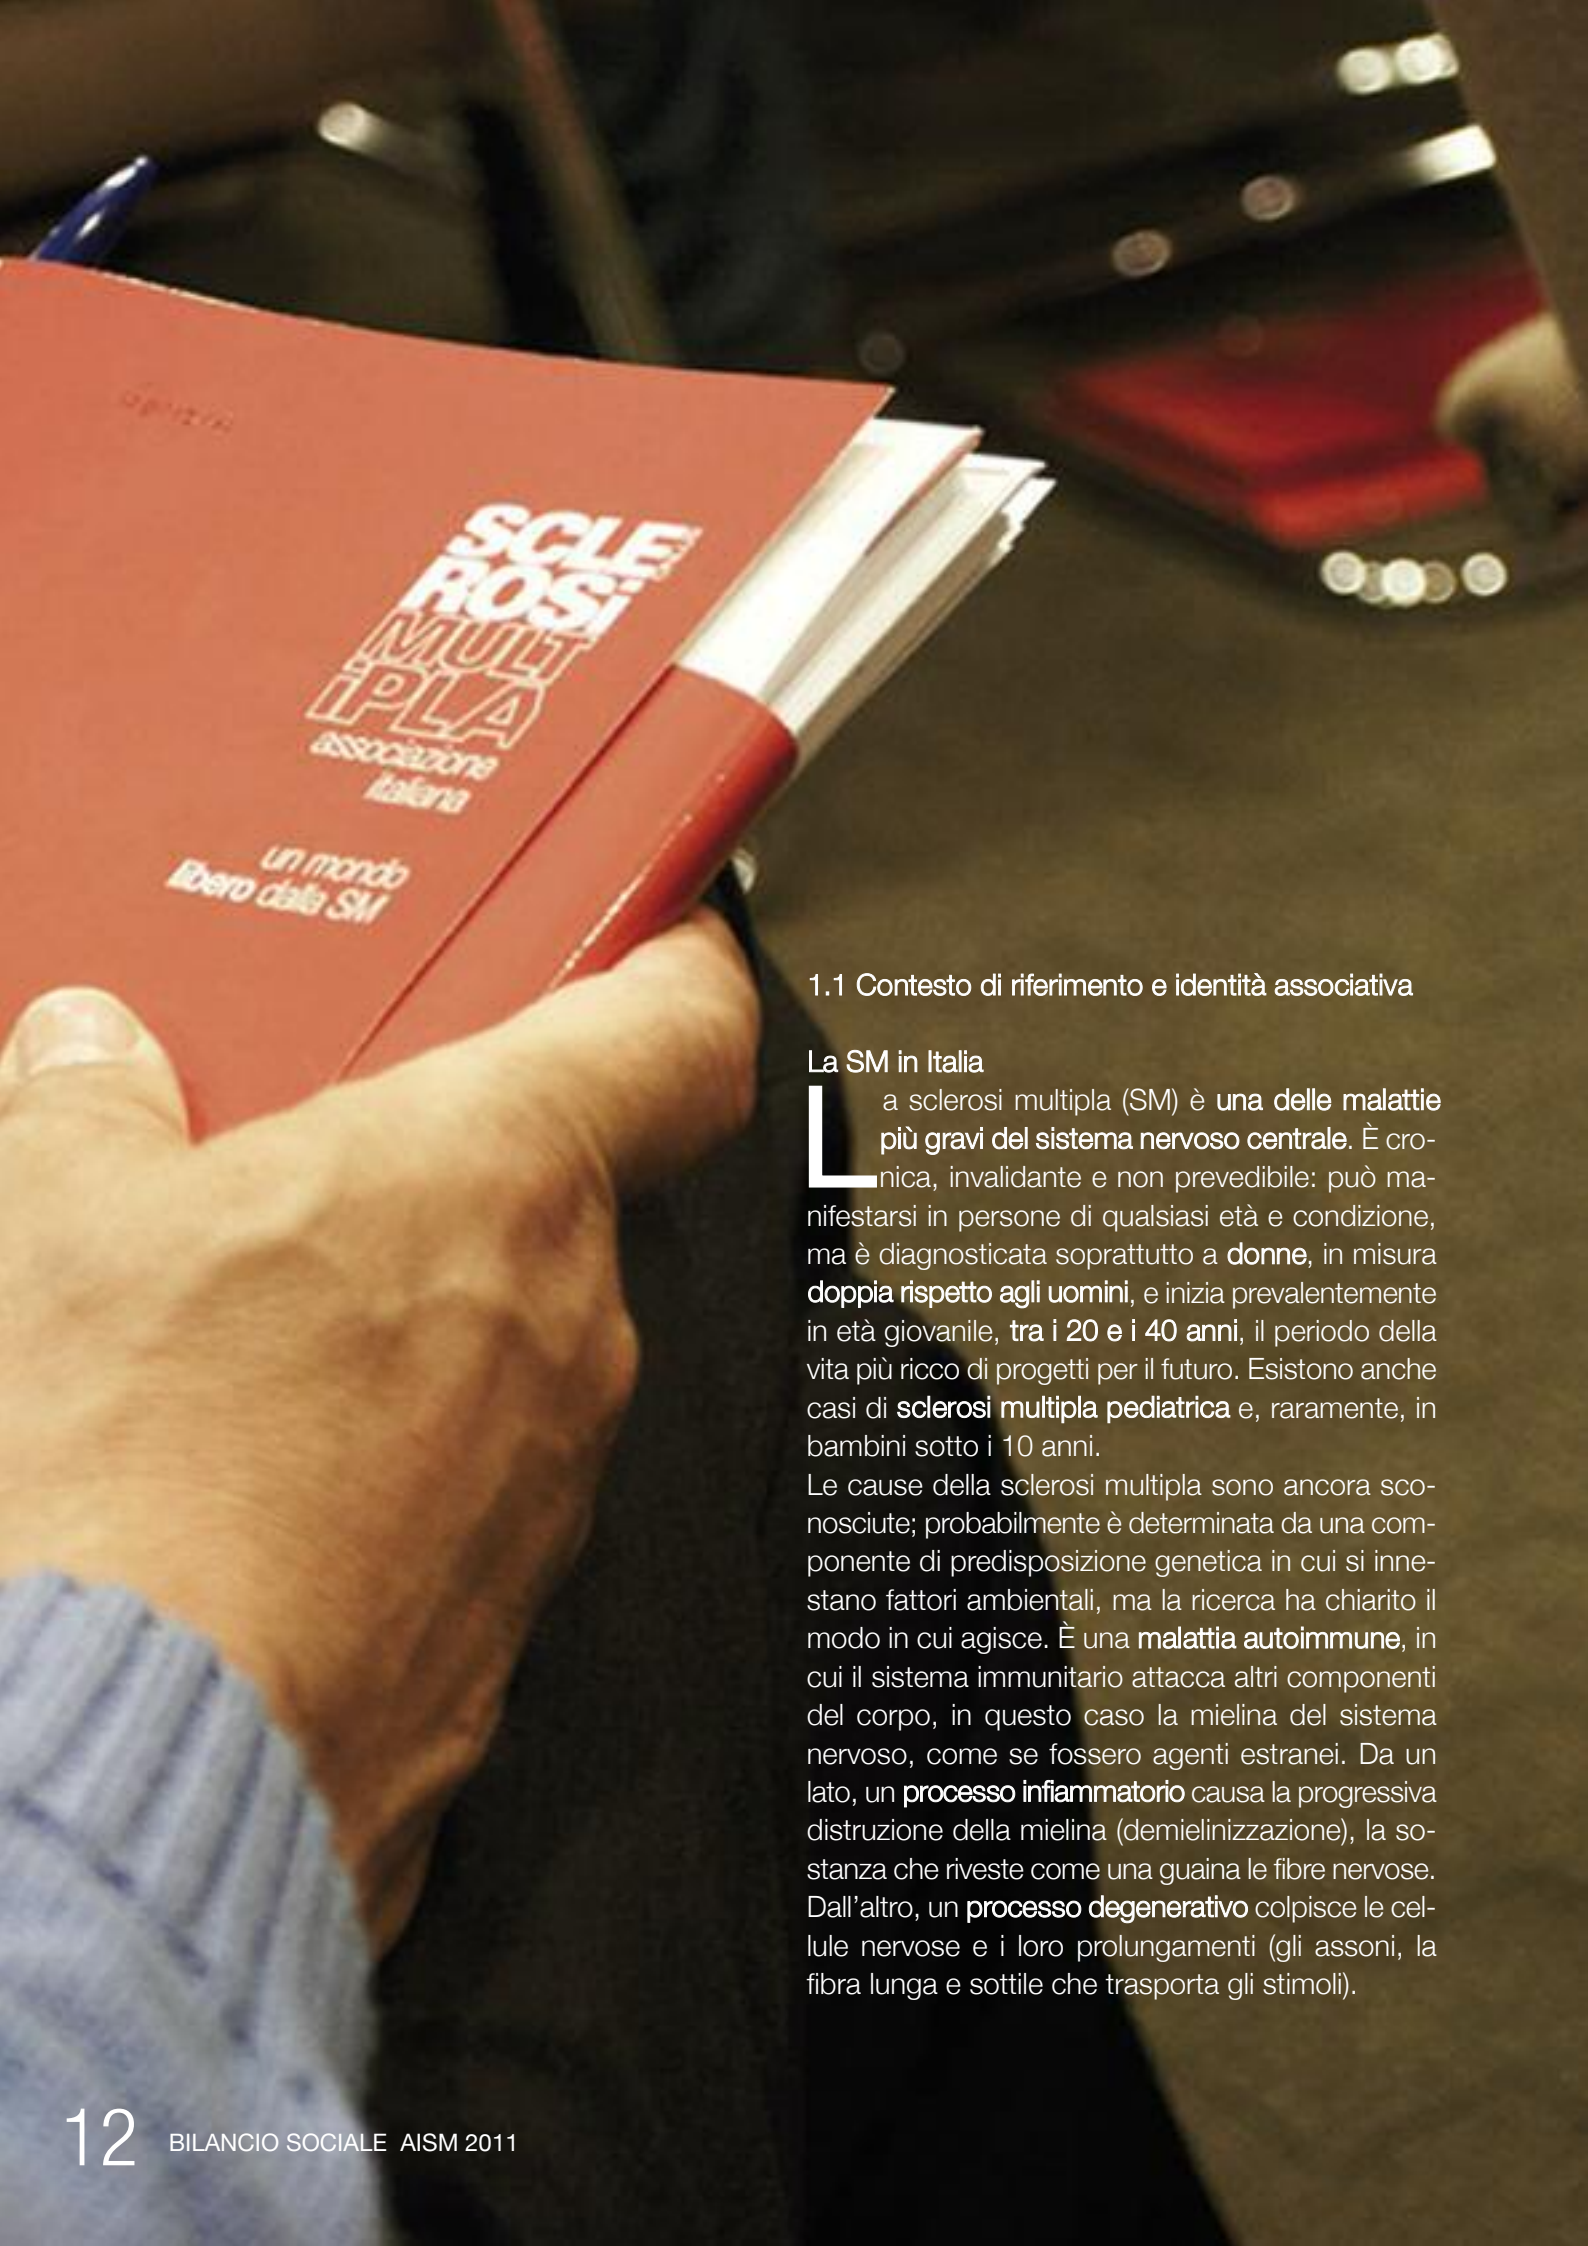 SCLE
ROSi
MULT
iPLA
associazione
italiana
un mondo
libero dalla SM
1.1 Contesto di riferimento e identità associativa
La SM in Italia
La sclerosi multipla (SM) è una delle malattie
più gravi del sistema nervoso centrale. È cro-
nica, invalidante e non prevedibile: può ma-
nifestarsi in persone di qualsiasi età e condizione,
ma è diagnosticata soprattutto a donne, in misura
doppia rispetto agli uomini, e inizia prevalentemente
in età giovanile, tra i 20 e i 40 anni, il periodo della
vita più ricco di progetti per il futuro. Esistono anche
casi di sclerosi multipla pediatrica e, raramente, in
bambini sotto i 10 anni.
Le cause della sclerosi multipla sono ancora sco-
nosciute; probabilmente è determinata da una com-
ponente di predisposizione genetica in cui si inne-
stano fattori ambientali, ma la ricerca ha chiarito il
modo in cui agisce. È una malattia autoimmune, in
cui il sistema immunitario attacca altri componenti
del corpo, in questo caso la mielina del sistema
nervoso, come se fossero agenti estranei. Da un
lato, un processo infiammatorio causa la progressiva
distruzione della mielina (demielinizzazione), la so-
stanza che riveste come una guaina le fibre nervose.
Dall'altro, un processo degenerativo colpisce le cel-
lule nervose e i loro prolungamenti (gli assoni, la
fibra lunga e sottile che trasporta gli stimoli).
12 BILANCIO SOCIALE AISM 2011